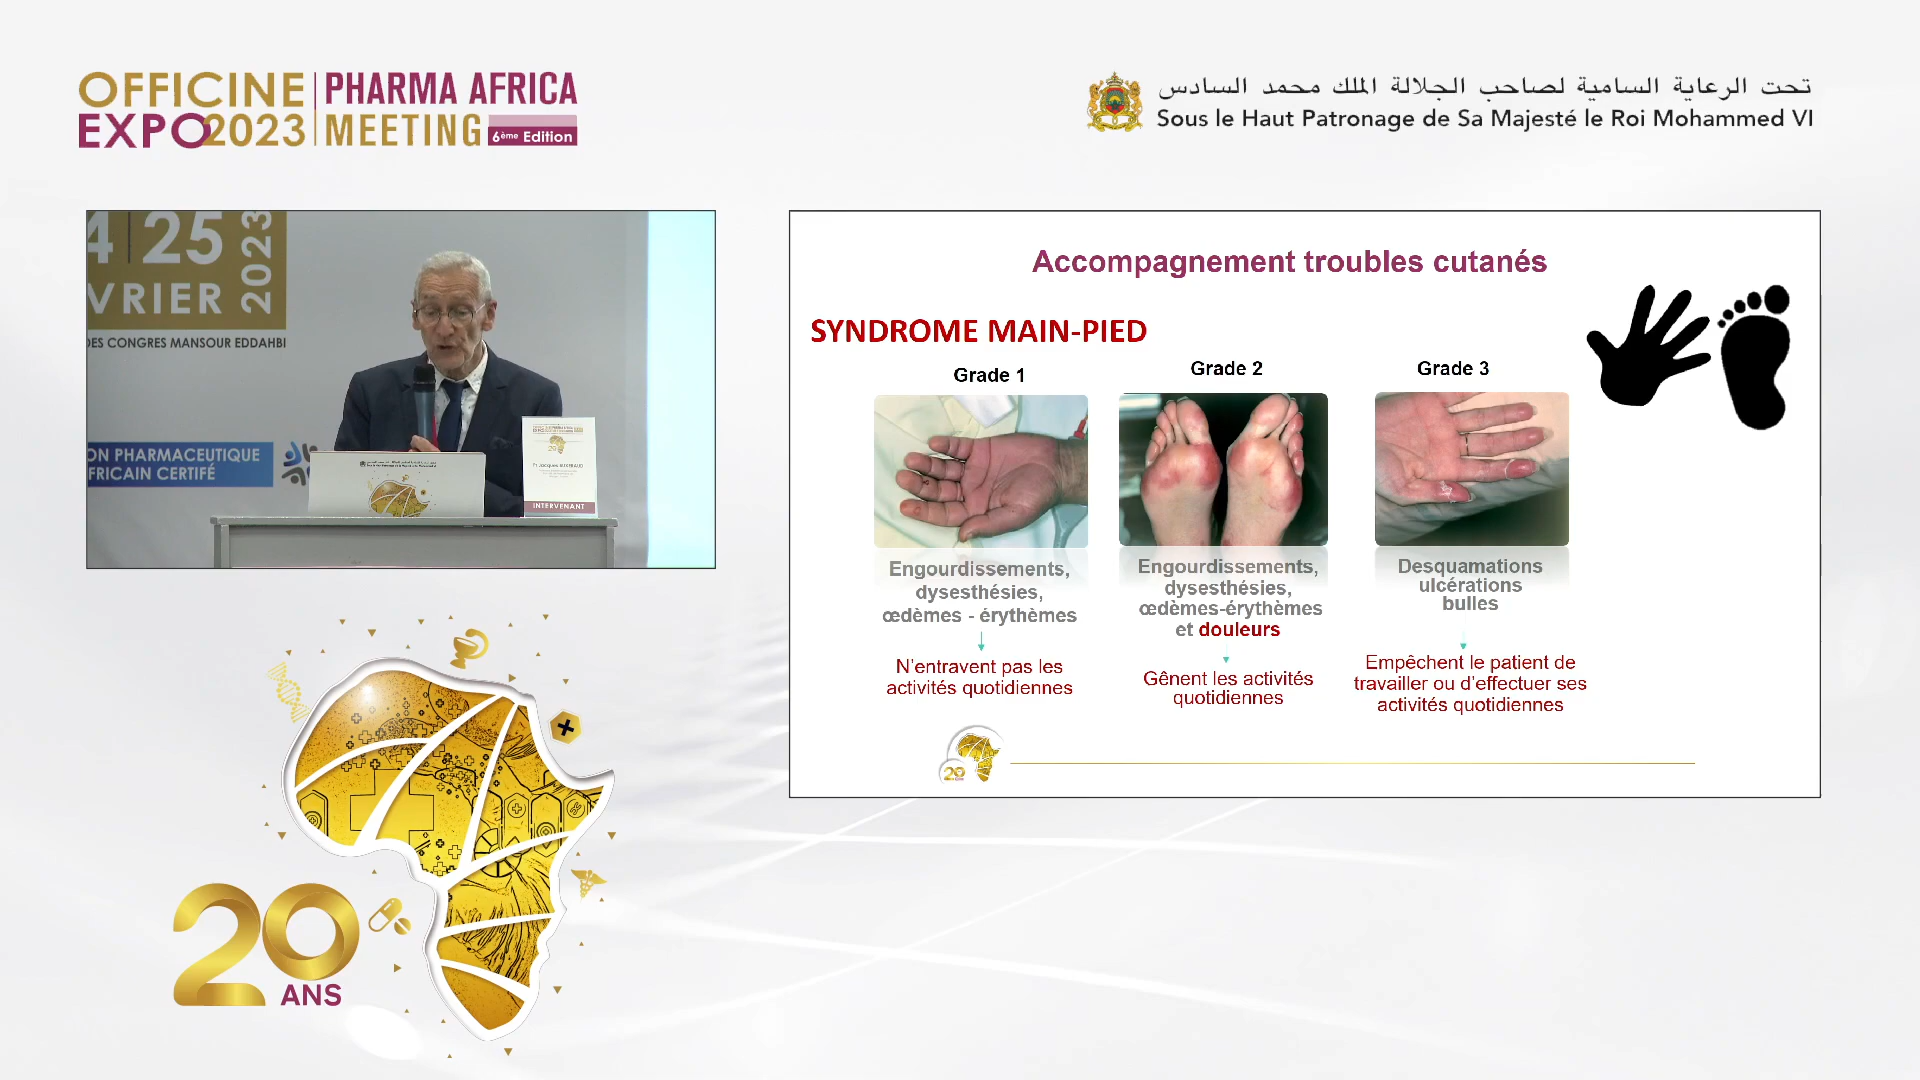 OFFICINE
EXPO2023
PHARMA AFRICA
MEETING
6ème Edition
تحت الرعاية السامية لصاحب الجلالة الملك محمد السادس
Sous le Haut Patronage de Sa Majesté le Roi Mohammed VI
4|25
VRIER
2023
DES CONGRES MANSOUR EDDAHBI
ON PHARMACEUTIQUE
FRICAIN CERTIFÉ
INTERVENANT
Accompagnement troubles cutanés
SYNDROME MAIN-PIED
Grade 1
Engourdissements,
dysesthésies,
œdèmes - érythèmes
N’entravent pas les
activités quotidiennes
Grade 2
Engourdissements,
dysesthésies,
œdèmes-érythèmes
et douleurs
Gênent les activités
quotidiennes
Grade 3
Desquamations
ulcérations
bulles
Empêchent le patient de
travailler ou d’effectuer ses
activités quotidiennes
20
20
ANS